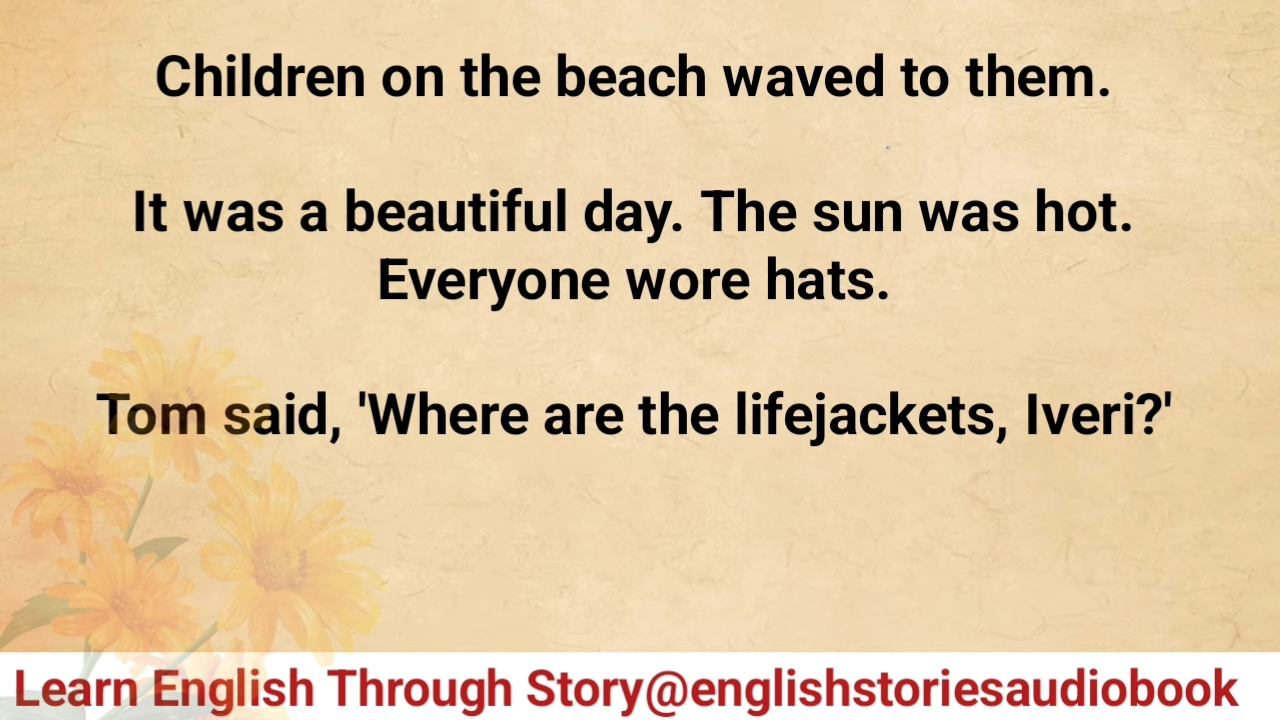 Children on the beach waved to them.
It was a beautiful day. The sun was hot.
Everyone wore hats.
Tom said, 'Where are the lifejackets, Iveri?'
Learn English Through Story@englishstoriesaudiobook